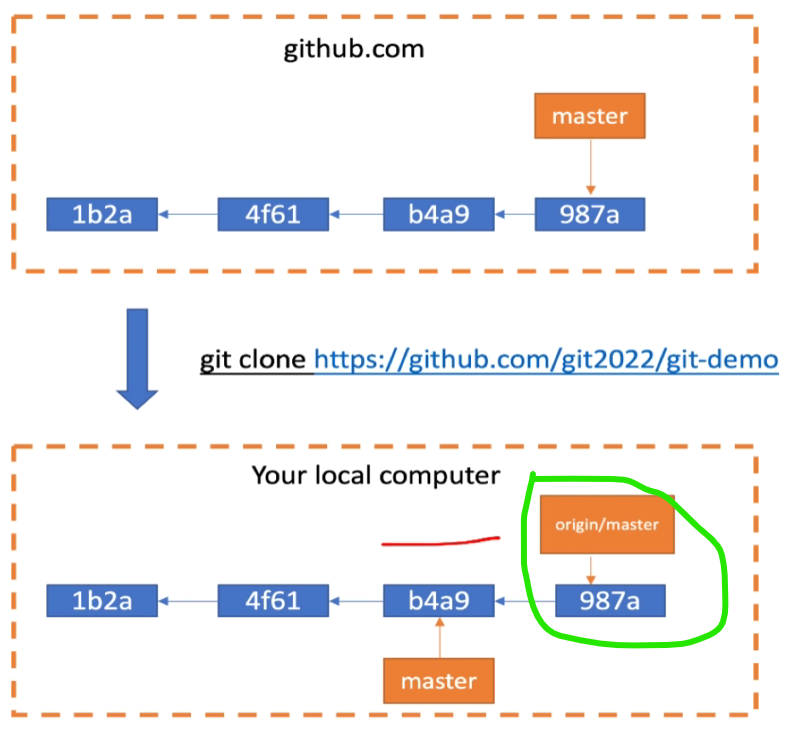 github.com
master
1b2a 4f61 b4a9 987a
git clone https://github.com/git2022/git-demo
Your local computer
origin/master
1b2a 4f61 b4a9 987a
master